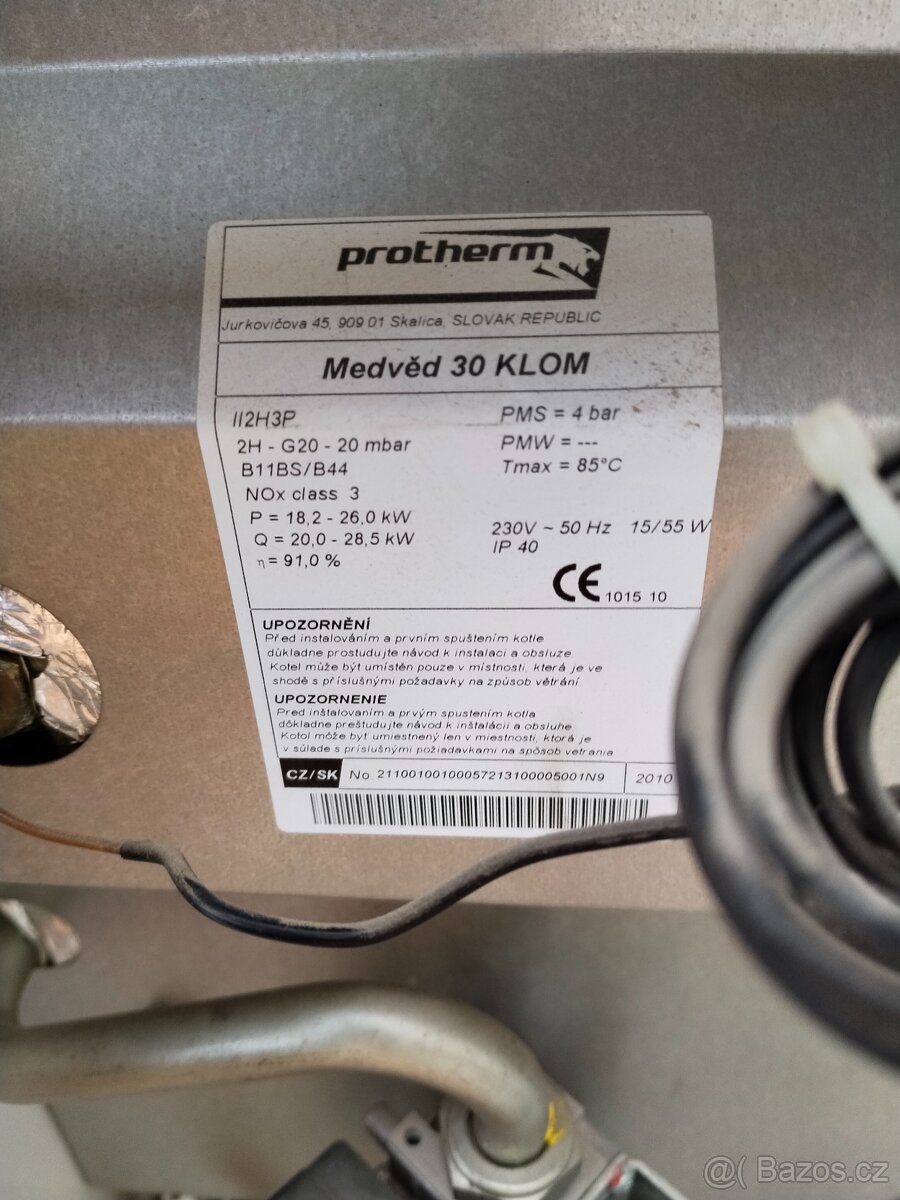 protherm
Jurkovičova 45, 909 01 Skalica, SLOVAK REPUBLIC
Medvěd 30 KLOM
II2H3P
2H - G20 - 20 mbar
B11BS/B44
NOx class 3
P = 18,2 - 26,0 kW
Q = 20,0 - 28,5 kW
η = 91,0 %
PMS = 4 bar
PMW = ---
Tmax = 85°C
230V ~ 50 Hz 15/55 W
IP 40
CE 1015 10
UPOZORNĚNÍ
Před instalováním a prvním spuštením kotle
důkladne prostudujte návod k instalaci a obsluze.
Kotel může být umístěn pouze v místnosti, která je ve
shodě s příslušnými požadavky na způsob větrání.
UPOZORNENIE
Pred inštalovaním a prvým spustením kotla
dôkladne preštudujte návod k inštalácii a obsluhe.
Kotol môže byť umiestnený len v miestnosti, ktorá je
v súlade s príslušnými požiadavkami na spôsob vetrania
CZ/SK No. 21100100100057213100005001N9 2010
@( Bazos.cz